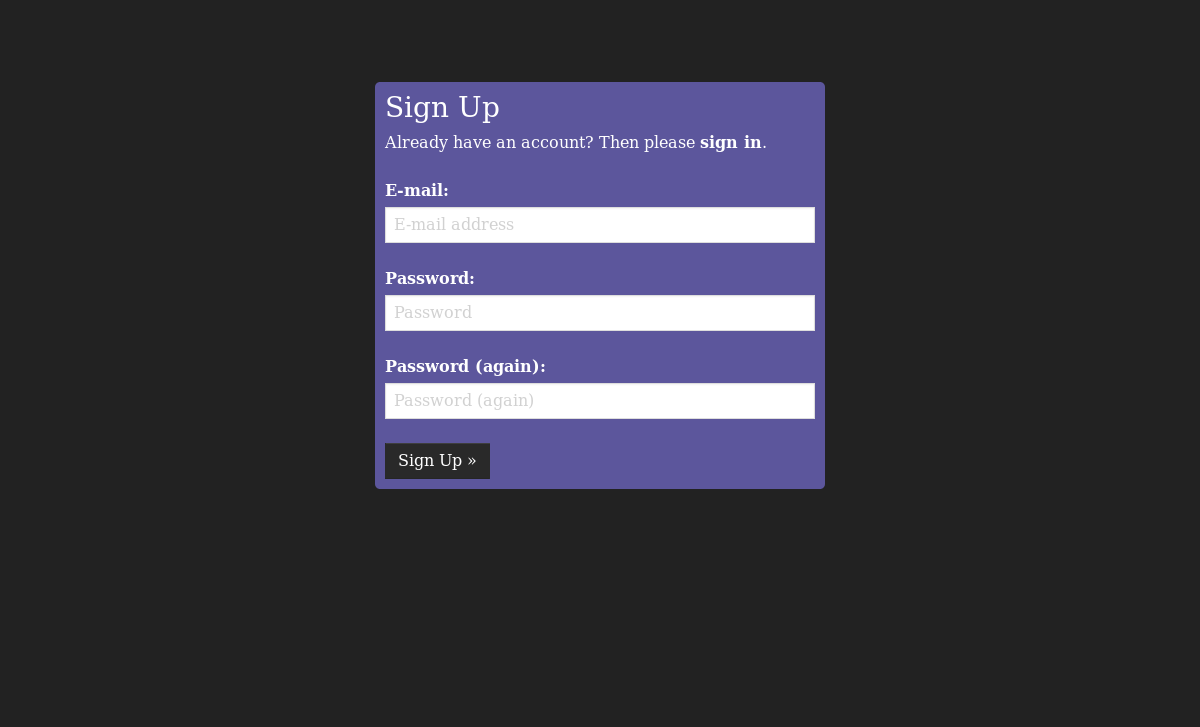 Sign Up
Already have an account? Then please sign in.
E-mail:
E-mail address
Password:
Password
Password (again):
Password (again)
Sign Up »